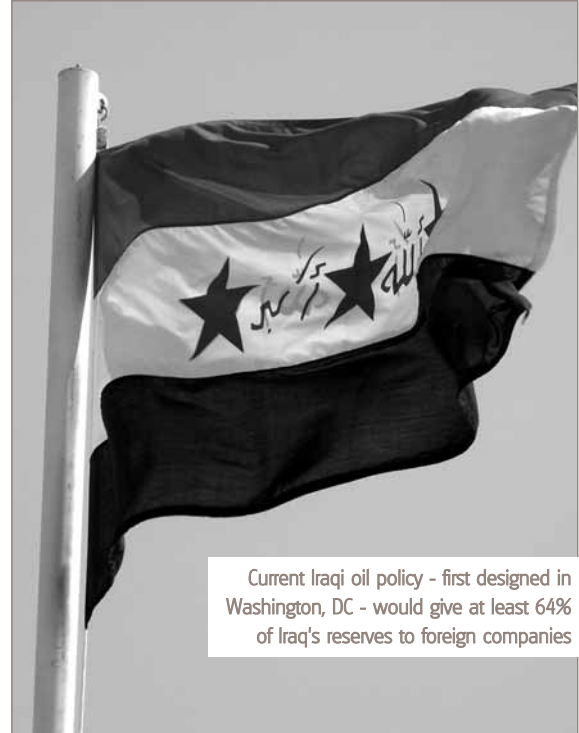 الله اكبر
Current Iraqi oil policy - first designed in
Washington, DC - would give at least 64%
of Iraq's reserves to foreign companies